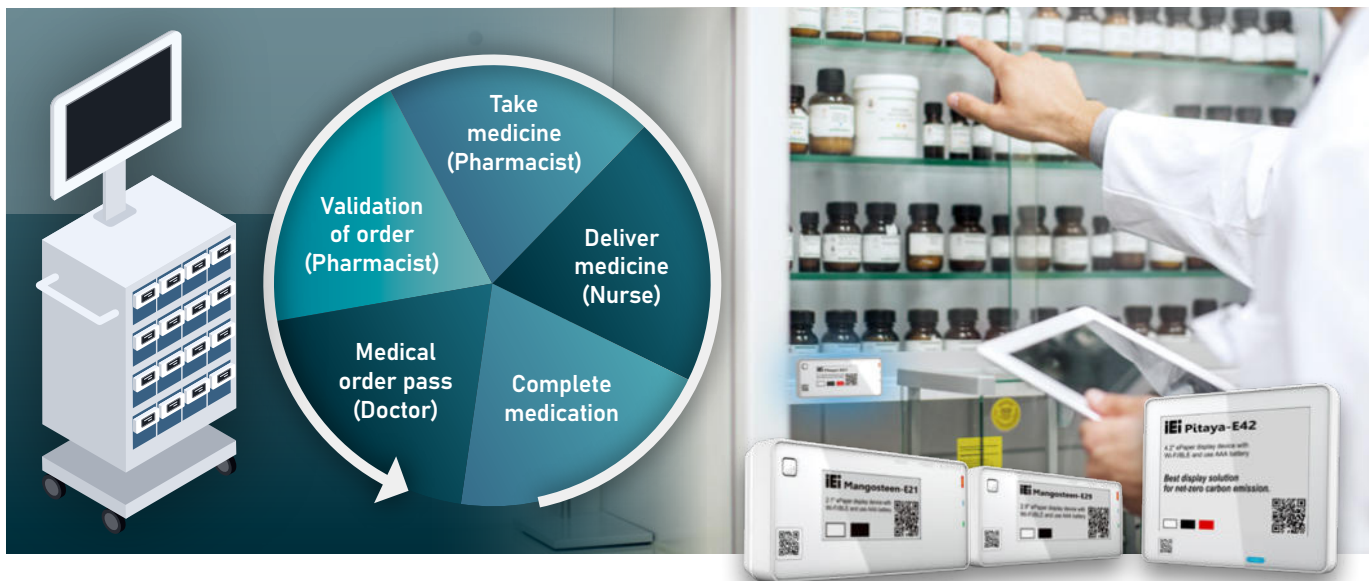 Take
medicine
(Pharmacist)
Validation
of order
(Pharmacist)
Deliver
medicine
(Nurse)
Medical
order pass
(Doctor)
Complete
medication
iEi Mangosteen-E21
2.1" ePaper display device with
Wi-Fi/BLE and use AAA battery
iEi Mangosteen-E29
2.9" ePaper display device with
Wi-Fi/BLE and use AAA battery
iEi Pitaya-E42
4.2" ePaper display device with
Wi-Fi/BLE and use AAA battery
Best display solution
for net-zero carbon emission.